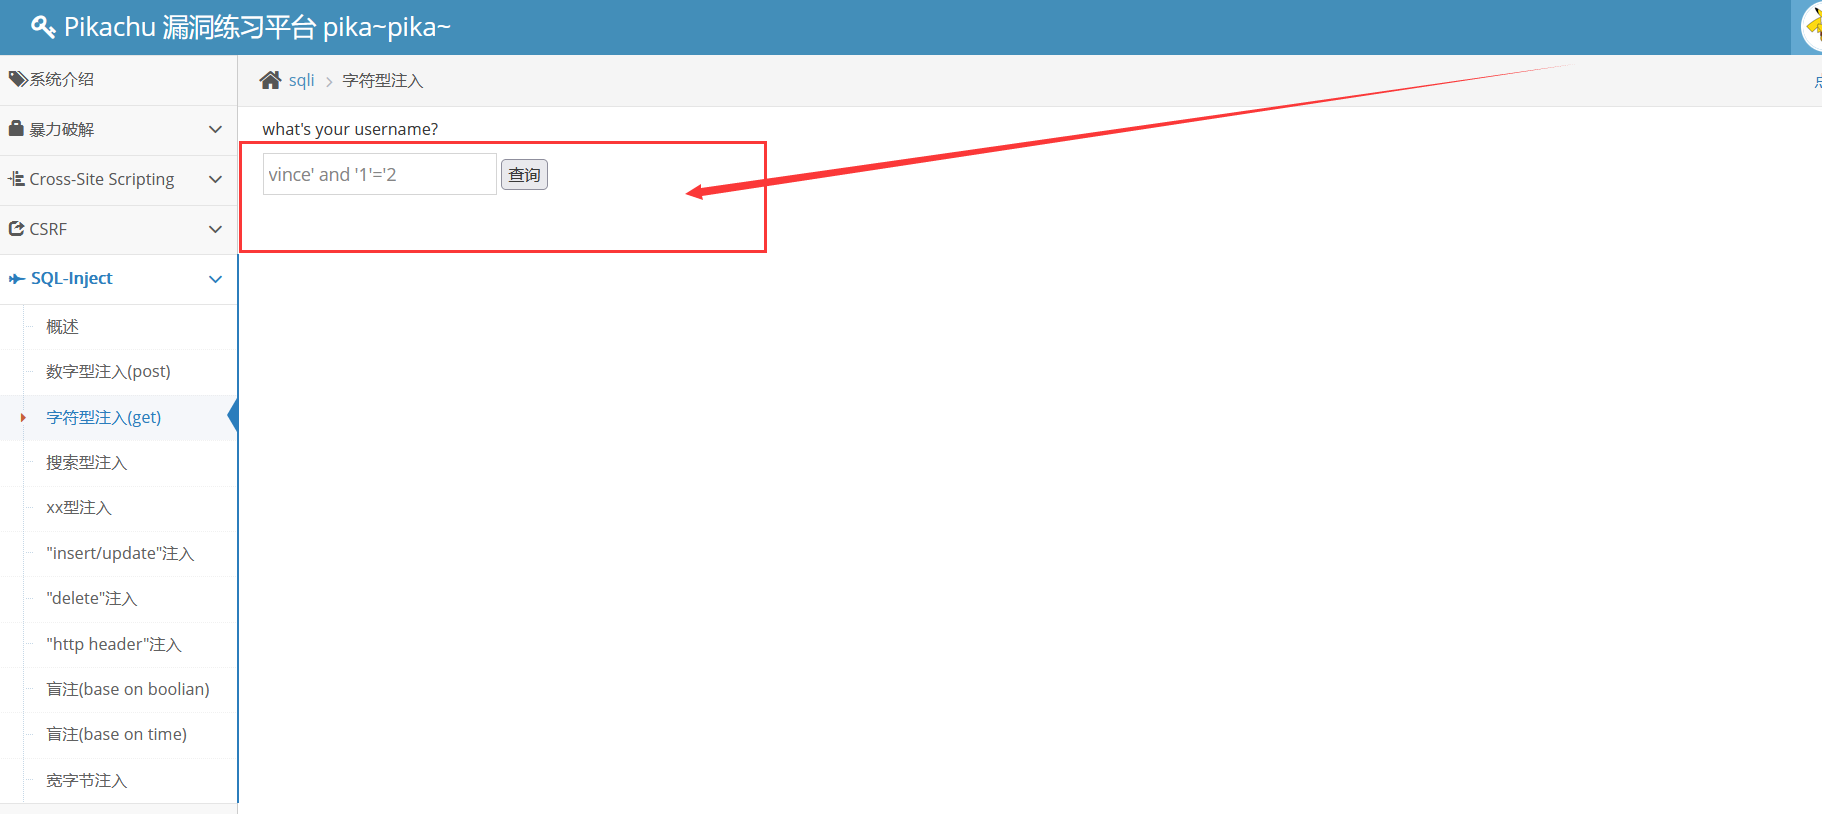 Pikachu 漏洞练习平台 pika~pika~
系统介绍
暴力破解
Cross-Site Scripting
CSRF
SQL-Inject
概述
数字型注入(post)
字符型注入(get)
搜索型注入
xx型注入
"insert/update"注入
"delete"注入
"http header"注入
盲注(base on boolian)
盲注(base on time)
宽字节注入
sqli > 字符型注入
what's your username?
vince' and '1'='2
查询